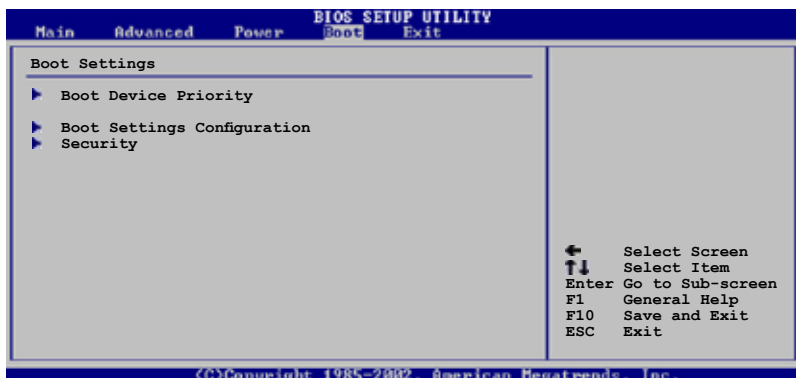 BIOS SETUP UTILITY
Main Advanced Power Boot Exit
Boot Settings
Boot Device Priority
Boot Settings Configuration
Security
← Select Screen
↑↓ Select Item
Enter Go to Sub-screen
F1 General Help
F10 Save and Exit
ESC Exit
(C)Copyright 1985-2002, American Megatrends, Inc.